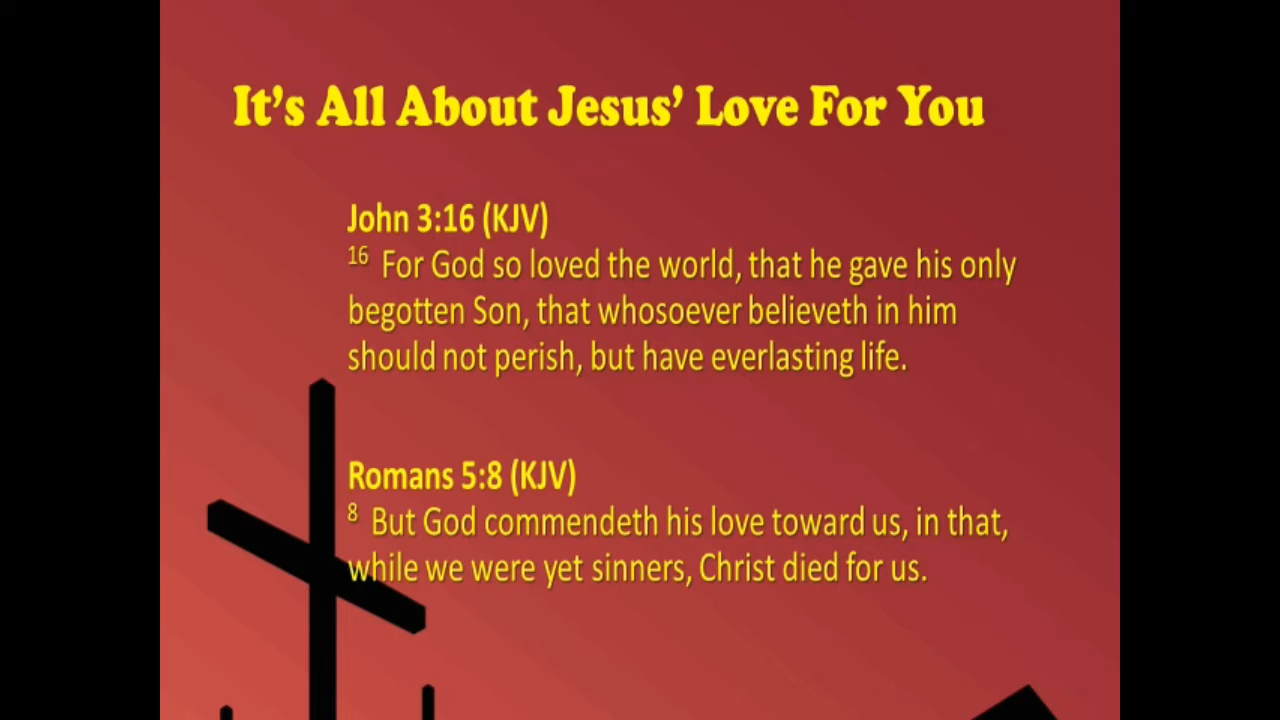 It’s All About Jesus’ Love For You
John 3:16 (KJV)
16 For God so loved the world, that he gave his only
begotten Son, that whosoever believeth in him
should not perish, but have everlasting life.
Romans 5:8 (KJV)
8 But God commendeth his love toward us, in that,
while we were yet sinners, Christ died for us.